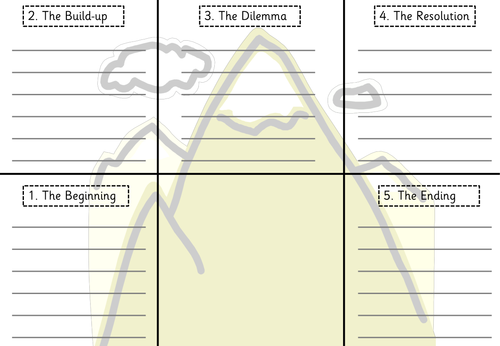 2. The Build-up
3. The Dilemma
4. The Resolution
1. The Beginning
5. The Ending